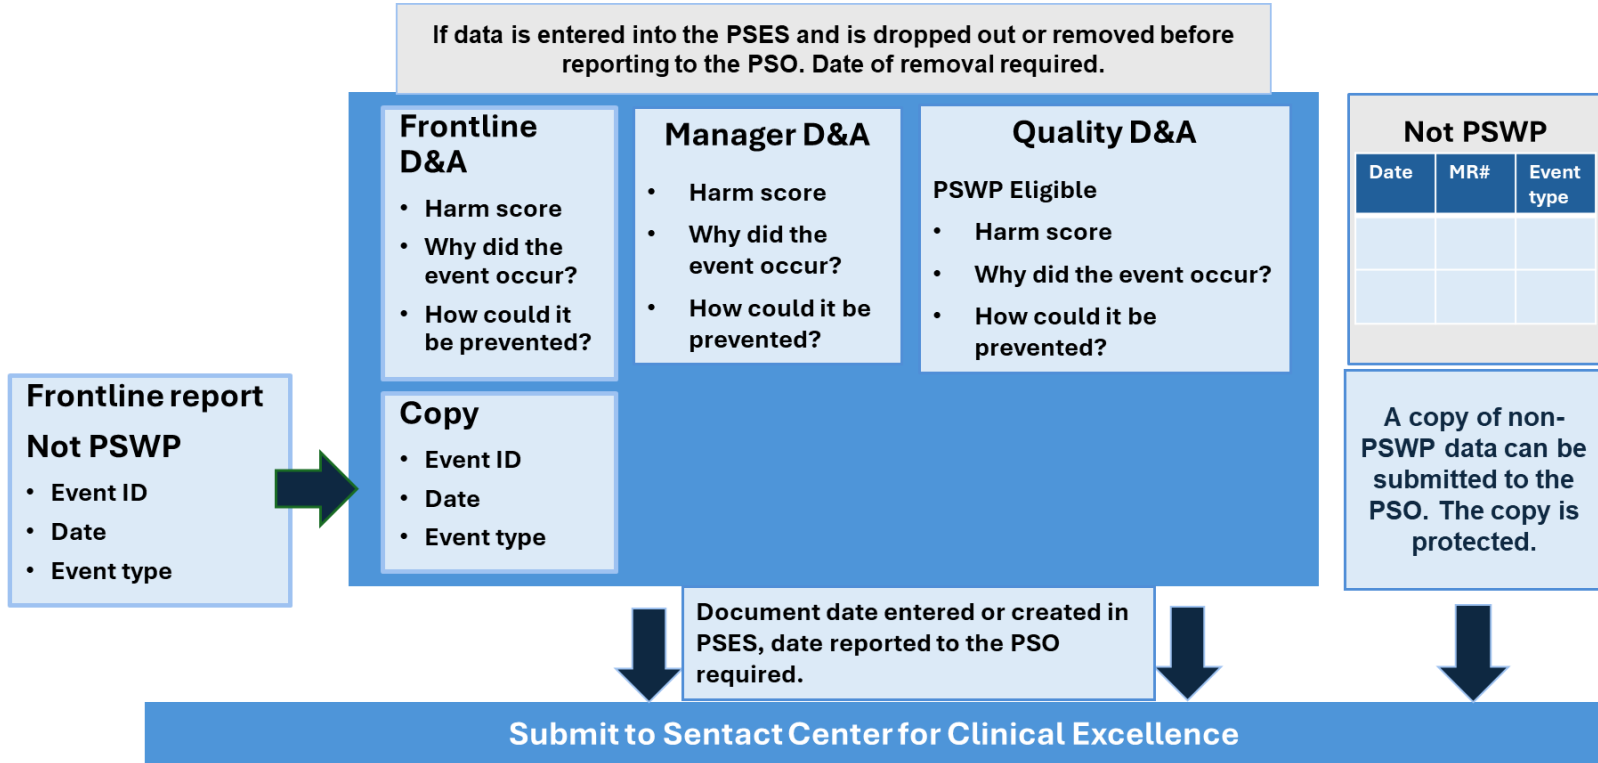 If data is entered into the PSES and is dropped out or removed before
reporting to the PSO. Date of removal required.
Frontline
D&A
• Harm score
• Why did the
event occur?
• How could it
be prevented?
Manager D&A
• Harm score
• Why did the
event occur?
• How could it be
prevented?
Quality D&A
PSWP Eligible
• Harm score
• Why did the event occur?
• How could it be
prevented?
Not PSWP
Date MR# Event
type
Frontline report
Not PSWP
• Event ID
• Date
• Event type
Copy
• Event ID
• Date
• Event type
A copy of non-
PSWP data can be
submitted to the
PSO. The copy is
protected.
Document date entered or created in
PSES, date reported to the PSO
required.
Submit to Sentact Center for Clinical Excellence